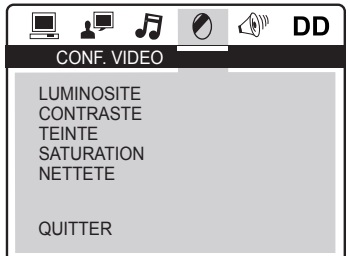 DD
CONF. VIDEO
LUMINOSITE
CONTRASTE
TEINTE
SATURATION
NETTETE
QUITTER